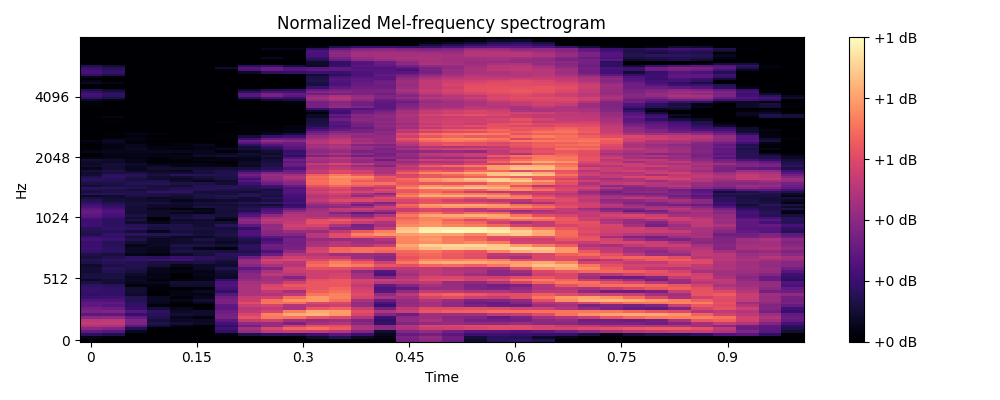 Normalized Mel-frequency spectrogram
Hz
4096
2048
1024
512
0
0 0.15 0.3 0.45 0.6 0.75 0.9
Time
+1 dB
+1 dB
+1 dB
+0 dB
+0 dB
+0 dB